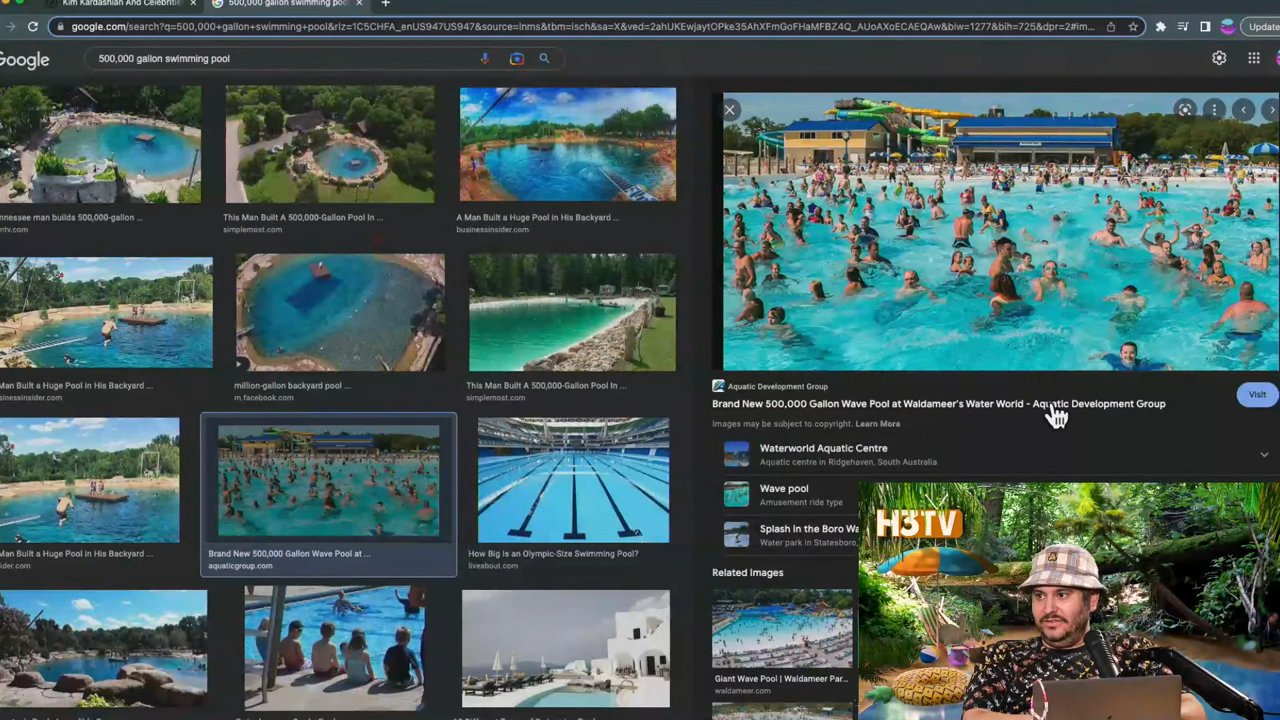 Kim Kardashian And Celebritie
500,000 gallon swimming poo
google.com/search?q=500,000+gallon+swimming+pool&rlz=1C5CHFA_enUS947US947&source=lnms&tbm=isch&sa=X&ved=2ahUKEwjaytOPke35AhXFmGoFHaMFBZ4Q_AUoAXoECAEQAw&biw=1277&bih=725&dpr=2#im...
Update
Google
500,000 gallon swimming pool
nnessee man builds 500,000-gallon ...
ntv.com
This Man Built A 500,000-Gallon Pool In ...
simplemost.com
A Man Built a Huge Pool in His Backyard ...
businessinsider.com
Man Built a Huge Pool in His Backyard ...
sinessinsider.com
million-gallon backyard pool ...
m.facebook.com
This Man Built A 500,000-Gallon Pool In ...
simplemost.com
Man Built a Huge Pool in His Backyard ...
ider.com
Brand New 500,000 Gallon Wave Pool at ...
aquaticgroup.com
How Big Is an Olympic-Size Swimming Pool?
liveabout.com
Aquatic Development Group
Brand New 500,000 Gallon Wave Pool at Waldameer's Water World - Aquatic Development Group
Visit
Images may be subject to copyright. Learn More
Waterworld Aquatic Centre
Aquatic centre in Ridgehaven, South Australia
Wave pool
Amusement ride type
Splash In the Boro Wa
Water park in Statesboro,
Related Images
Giant Wave Pool | Waldameer Par...
waldameer.com
H3TV